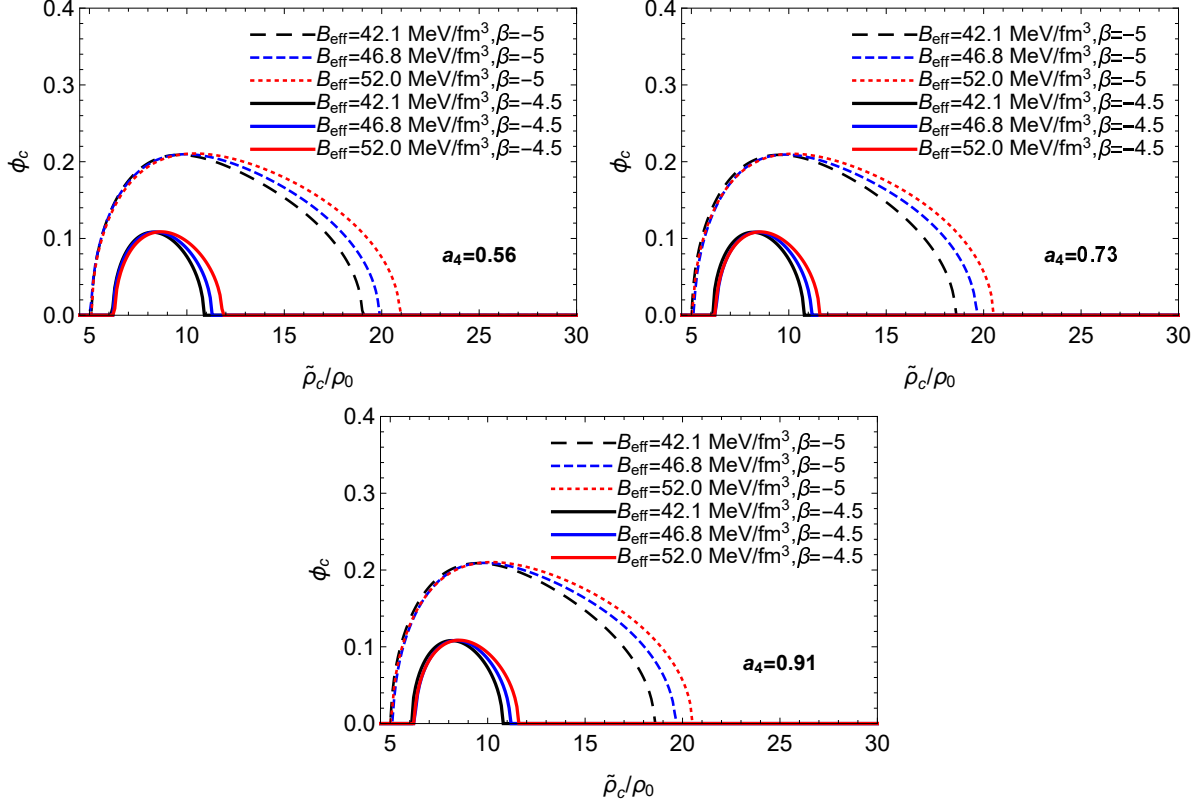 0.4
0.3
0.2
0.1
0.0
ϕc
B_eff=42.1 MeV/fm³,β=−5
B_eff=46.8 MeV/fm³,β=−5
B_eff=52.0 MeV/fm³,β=−5
B_eff=42.1 MeV/fm³,β=−4.5
B_eff=46.8 MeV/fm³,β=−4.5
B_eff=52.0 MeV/fm³,β=−4.5
a₄=0.56
5 10 15 20 25 30
ρ̃c/ρ₀
0.4
0.3
0.2
0.1
0.0
ϕc
B_eff=42.1 MeV/fm³,β=−5
B_eff=46.8 MeV/fm³,β=−5
B_eff=52.0 MeV/fm³,β=−5
B_eff=42.1 MeV/fm³,β=−4.5
B_eff=46.8 MeV/fm³,β=−4.5
B_eff=52.0 MeV/fm³,β=−4.5
a₄=0.73
5 10 15 20 25 30
ρ̃c/ρ₀
0.4
0.3
0.2
0.1
0.0
ϕc
B_eff=42.1 MeV/fm³,β=−5
B_eff=46.8 MeV/fm³,β=−5
B_eff=52.0 MeV/fm³,β=−5
B_eff=42.1 MeV/fm³,β=−4.5
B_eff=46.8 MeV/fm³,β=−4.5
B_eff=52.0 MeV/fm³,β=−4.5
a₄=0.91
5 10 15 20 25 30
ρ̃c/ρ₀